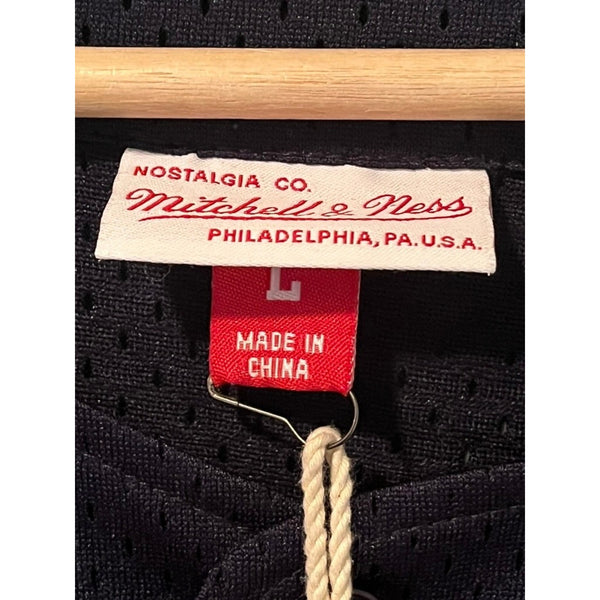 NOSTALGIA CO.
Mitchell & Ness
PHILADELPHIA, PA. U.S.A.
L
MADE IN
CHINA